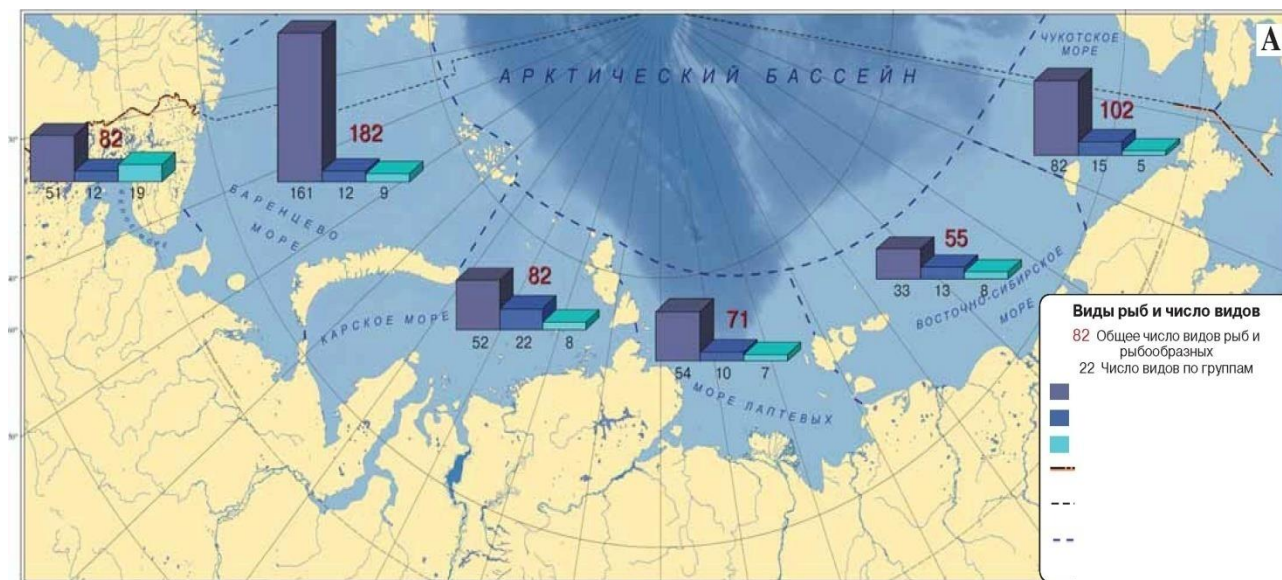 А
ЧУКОТСКОЕ
МОРЕ
АРКТИЧЕСКИЙ БАССЕЙН
82
51 12 19
БЕЛОЕ МОРЕ
182
161 12 9
БАРЕНЦЕВО
МОРЕ
102
82 15 5
КАРСКОЕ МОРЕ
82
52 22 8
71
54 10 7
МОРЕ ЛАПТЕВЫХ
55
33 13 8
ВОСТОЧНО-СИБИРСКОЕ
МОРЕ
Виды рыб и число видов
82 Общее число видов рыб и
рыбообразных
22 Число видов по группам